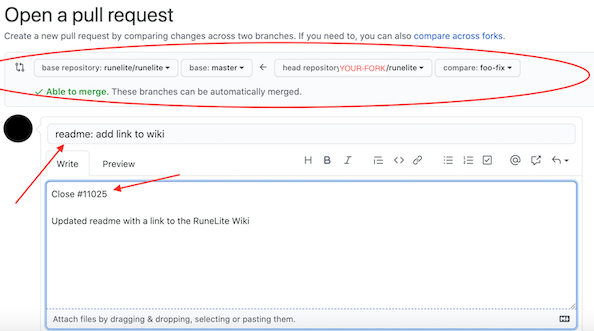 Open a pull request
Create a new pull request by comparing changes across two branches. If you need to, you can also compare across forks.
base repository: runelite/runelite base: master head repository YOUR-FORK/runelite compare: foo-fix
Able to merge. These branches can be automatically merged.
readme: add link to wiki
Write Preview
Close #11025
Updated readme with a link to the RuneLite Wiki
Attach files by dragging & dropping, selecting or pasting them.